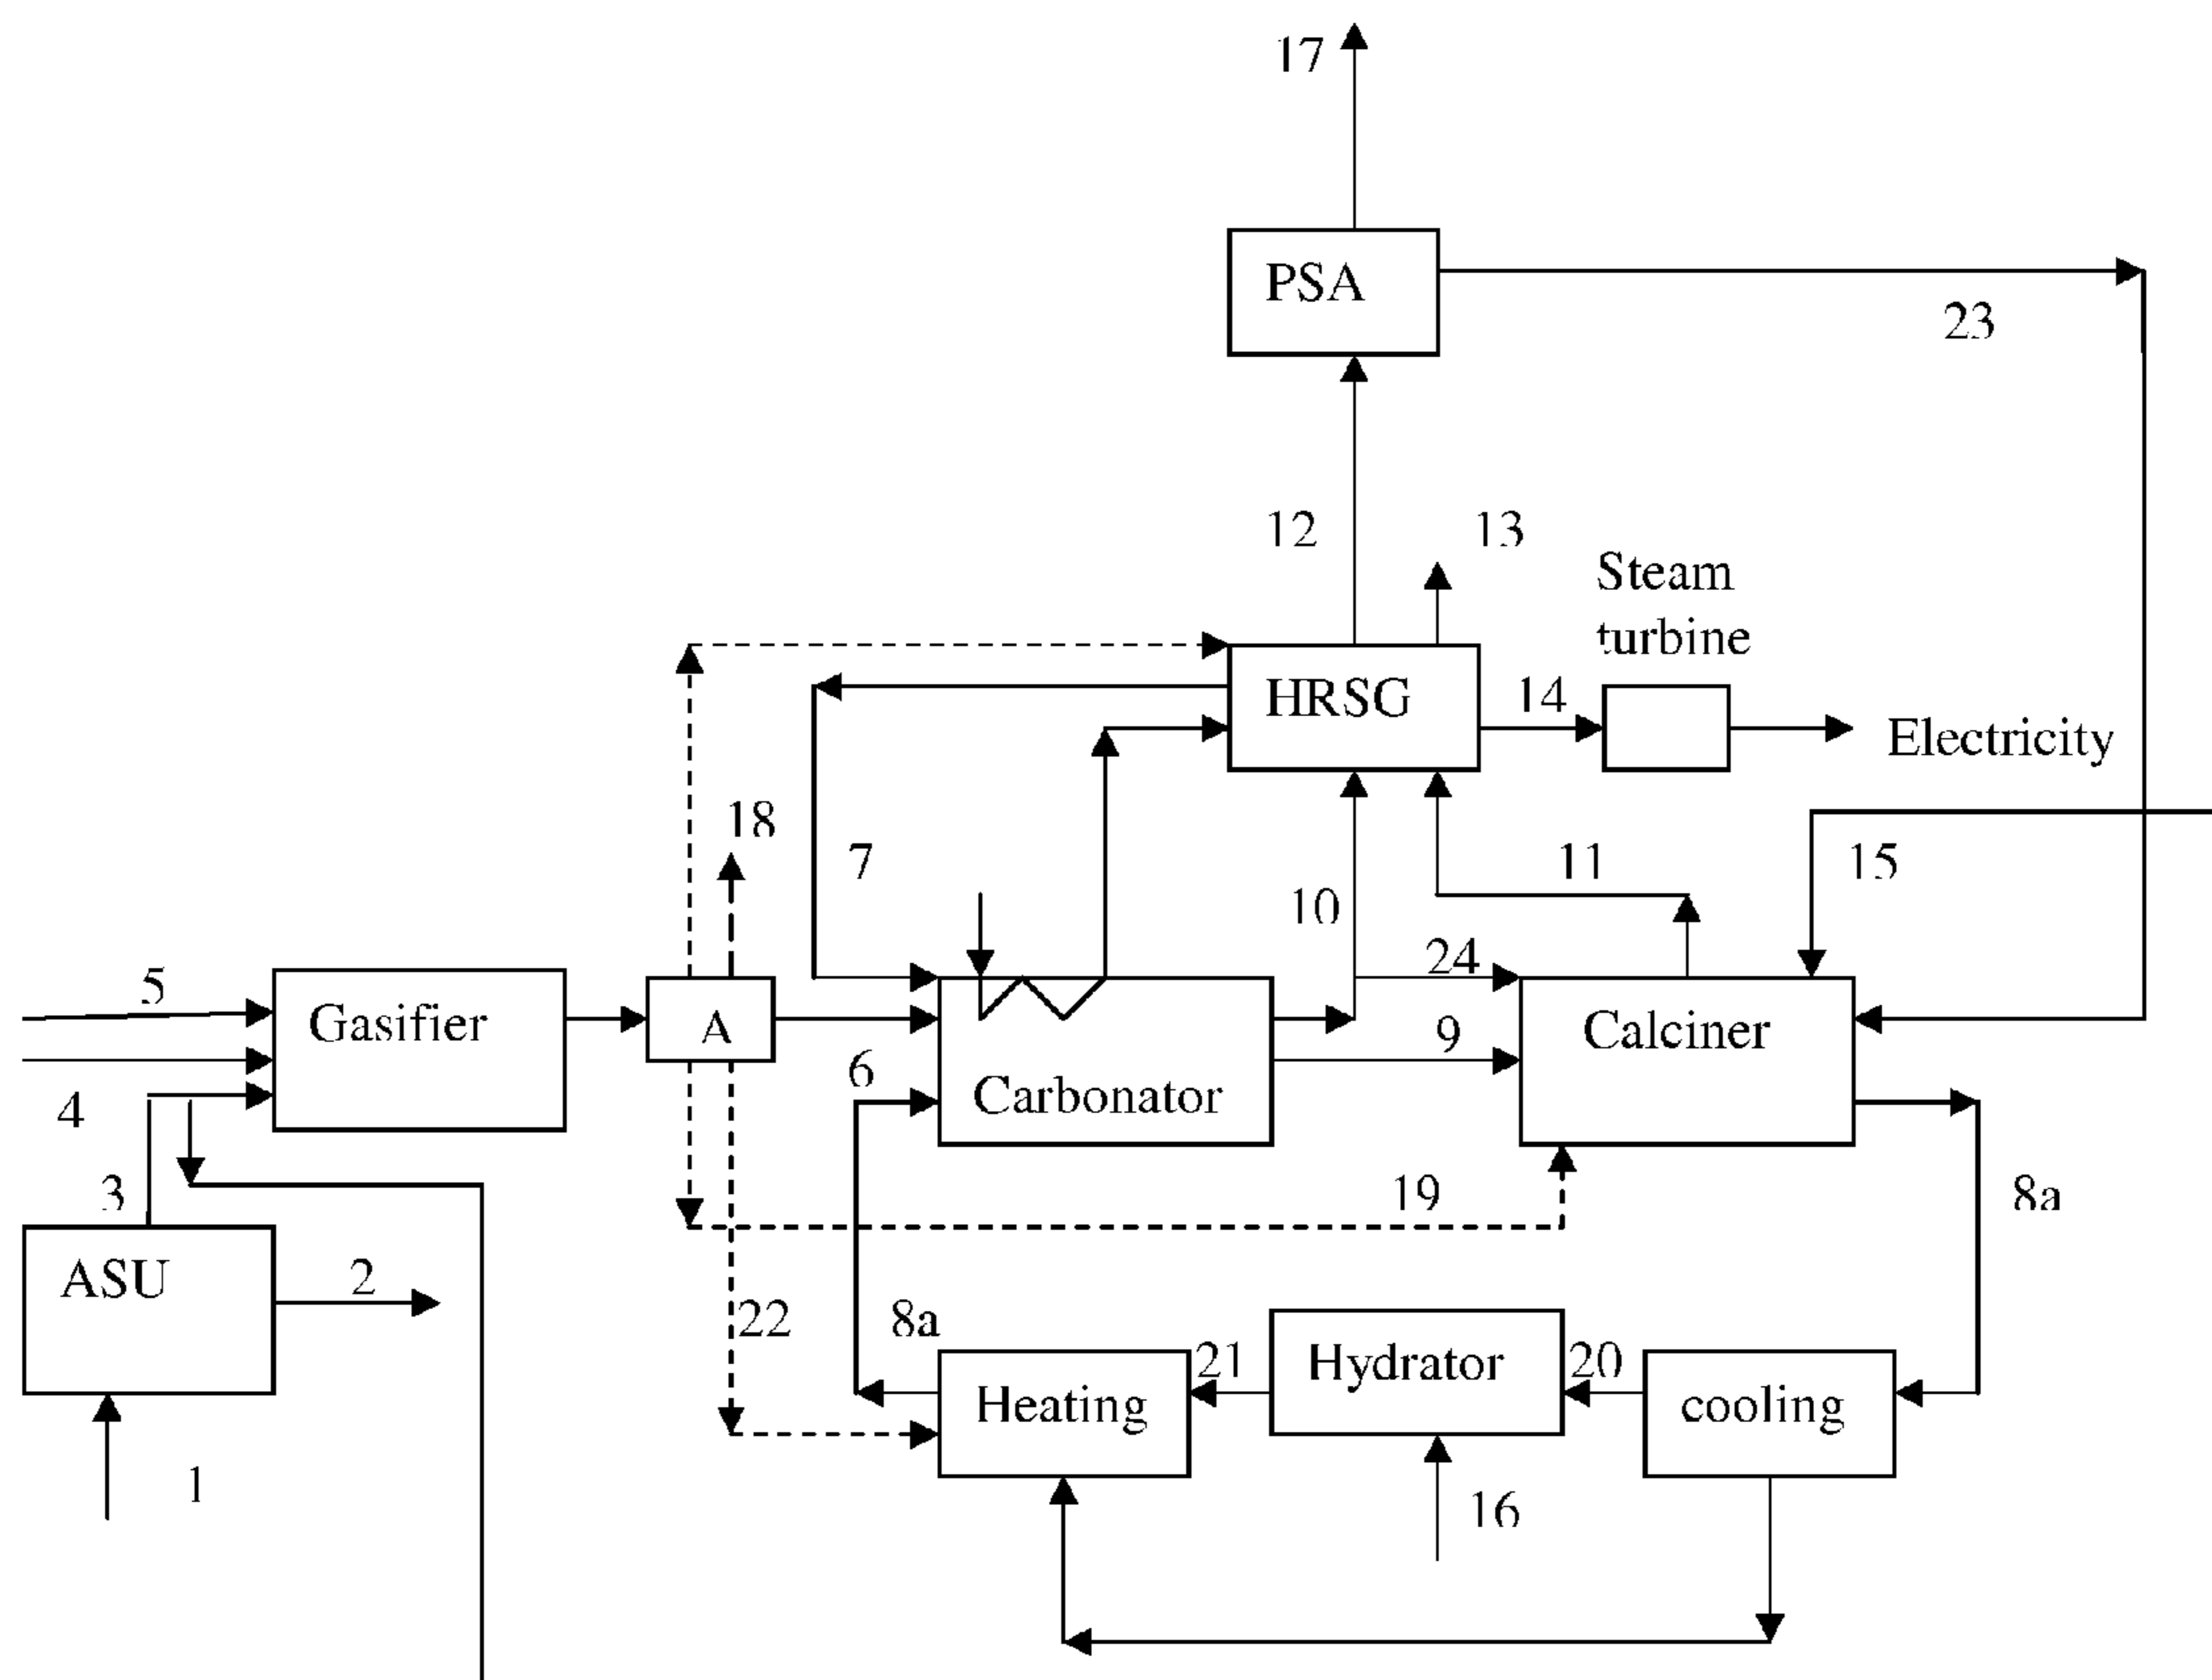 17
PSA
23
12
13
Steam
turbine
HRSG
14
Electricity
18
7
11
15
10
24
5
Gasifier
A
9
Calciner
6
Carbonator
4
3
19
8a
ASU
2
22
8a
21
Hydrator
20
Heating
cooling
1
16